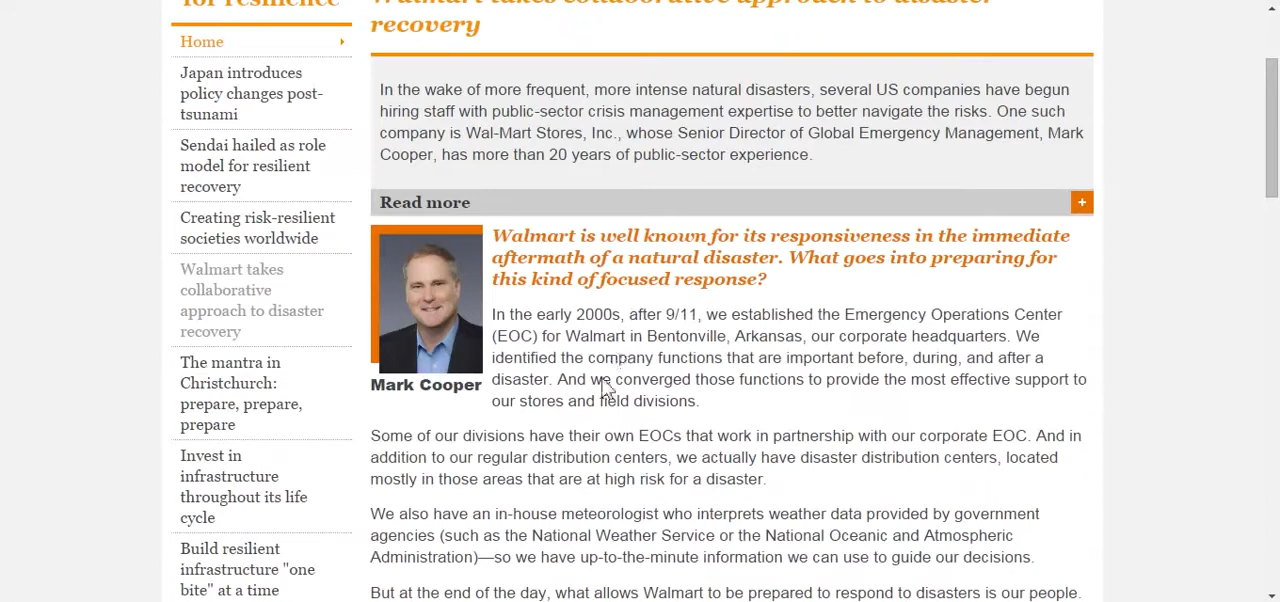 for resilience
Home
Japan introduces
policy changes post-
tsunami
Sendai hailed as role
model for resilient
recovery
Creating risk-resilient
societies worldwide
Walmart takes
collaborative
approach to disaster
recovery
The mantra in
Christchurch:
prepare, prepare,
prepare
Invest in
infrastructure
throughout its life
cycle
Build resilient
infrastructure "one
bite" at a time
Walmart takes collaborative approach to disaster
recovery
In the wake of more frequent, more intense natural disasters, several US companies have begun
hiring staff with public-sector crisis management expertise to better navigate the risks. One such
company is Wal-Mart Stores, Inc., whose Senior Director of Global Emergency Management, Mark
Cooper, has more than 20 years of public-sector experience.
Read more
+
Mark Cooper
Walmart is well known for its responsiveness in the immediate
aftermath of a natural disaster. What goes into preparing for
this kind of focused response?
In the early 2000s, after 9/11, we established the Emergency Operations Center
(EOC) for Walmart in Bentonville, Arkansas, our corporate headquarters. We
identified the company functions that are important before, during, and after a
disaster. And we converged those functions to provide the most effective support to
our stores and field divisions.
Some of our divisions have their own EOCs that work in partnership with our corporate EOC. And in
addition to our regular distribution centers, we actually have disaster distribution centers, located
mostly in those areas that are at high risk for a disaster.
We also have an in-house meteorologist who interprets weather data provided by government
agencies (such as the National Weather Service or the National Oceanic and Atmospheric
Administration)—so we have up-to-the-minute information we can use to guide our decisions.
But at the end of the day, what allows Walmart to be prepared to respond to disasters is our people.